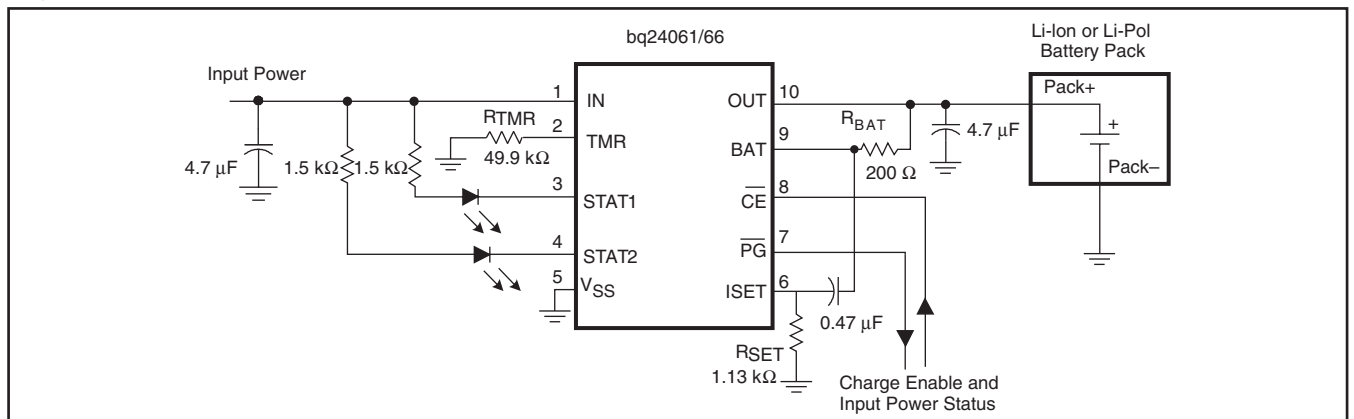 bq24061/66
Li-Ion or Li-Pol
Battery Pack
Input Power
Pack+
1
IN
OUT
10
RTMR
2
TMR
49.9 kΩ
RBAT
9
BAT
200 Ω
4.7 μF
+
Pack–
4.7 μF
1.5 kΩ
1.5 kΩ
3
STAT1
8
CE
4
STAT2
7
PG
5
VSS
6
ISET
0.47 μF
RSET
1.13 kΩ
Charge Enable and
Input Power Status